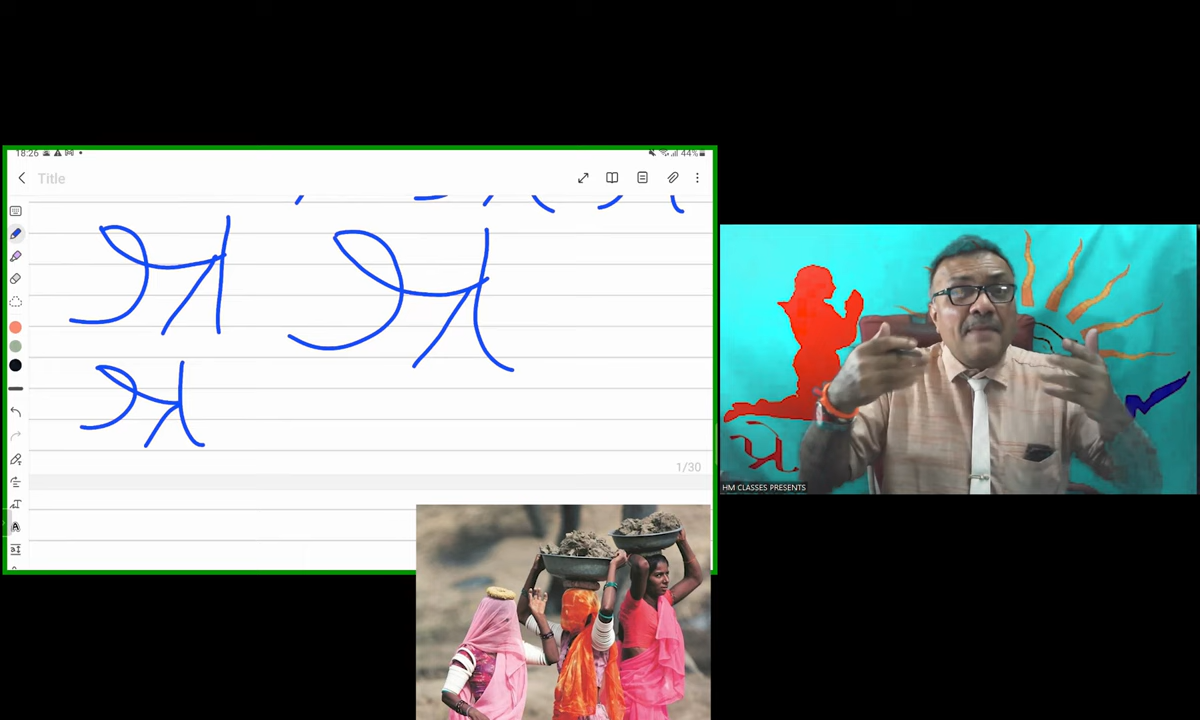 18:26 44%
Title
શ્ર શ્ર
શ્ર
1/30
પ્રે
HM CLASSES PRESENTS